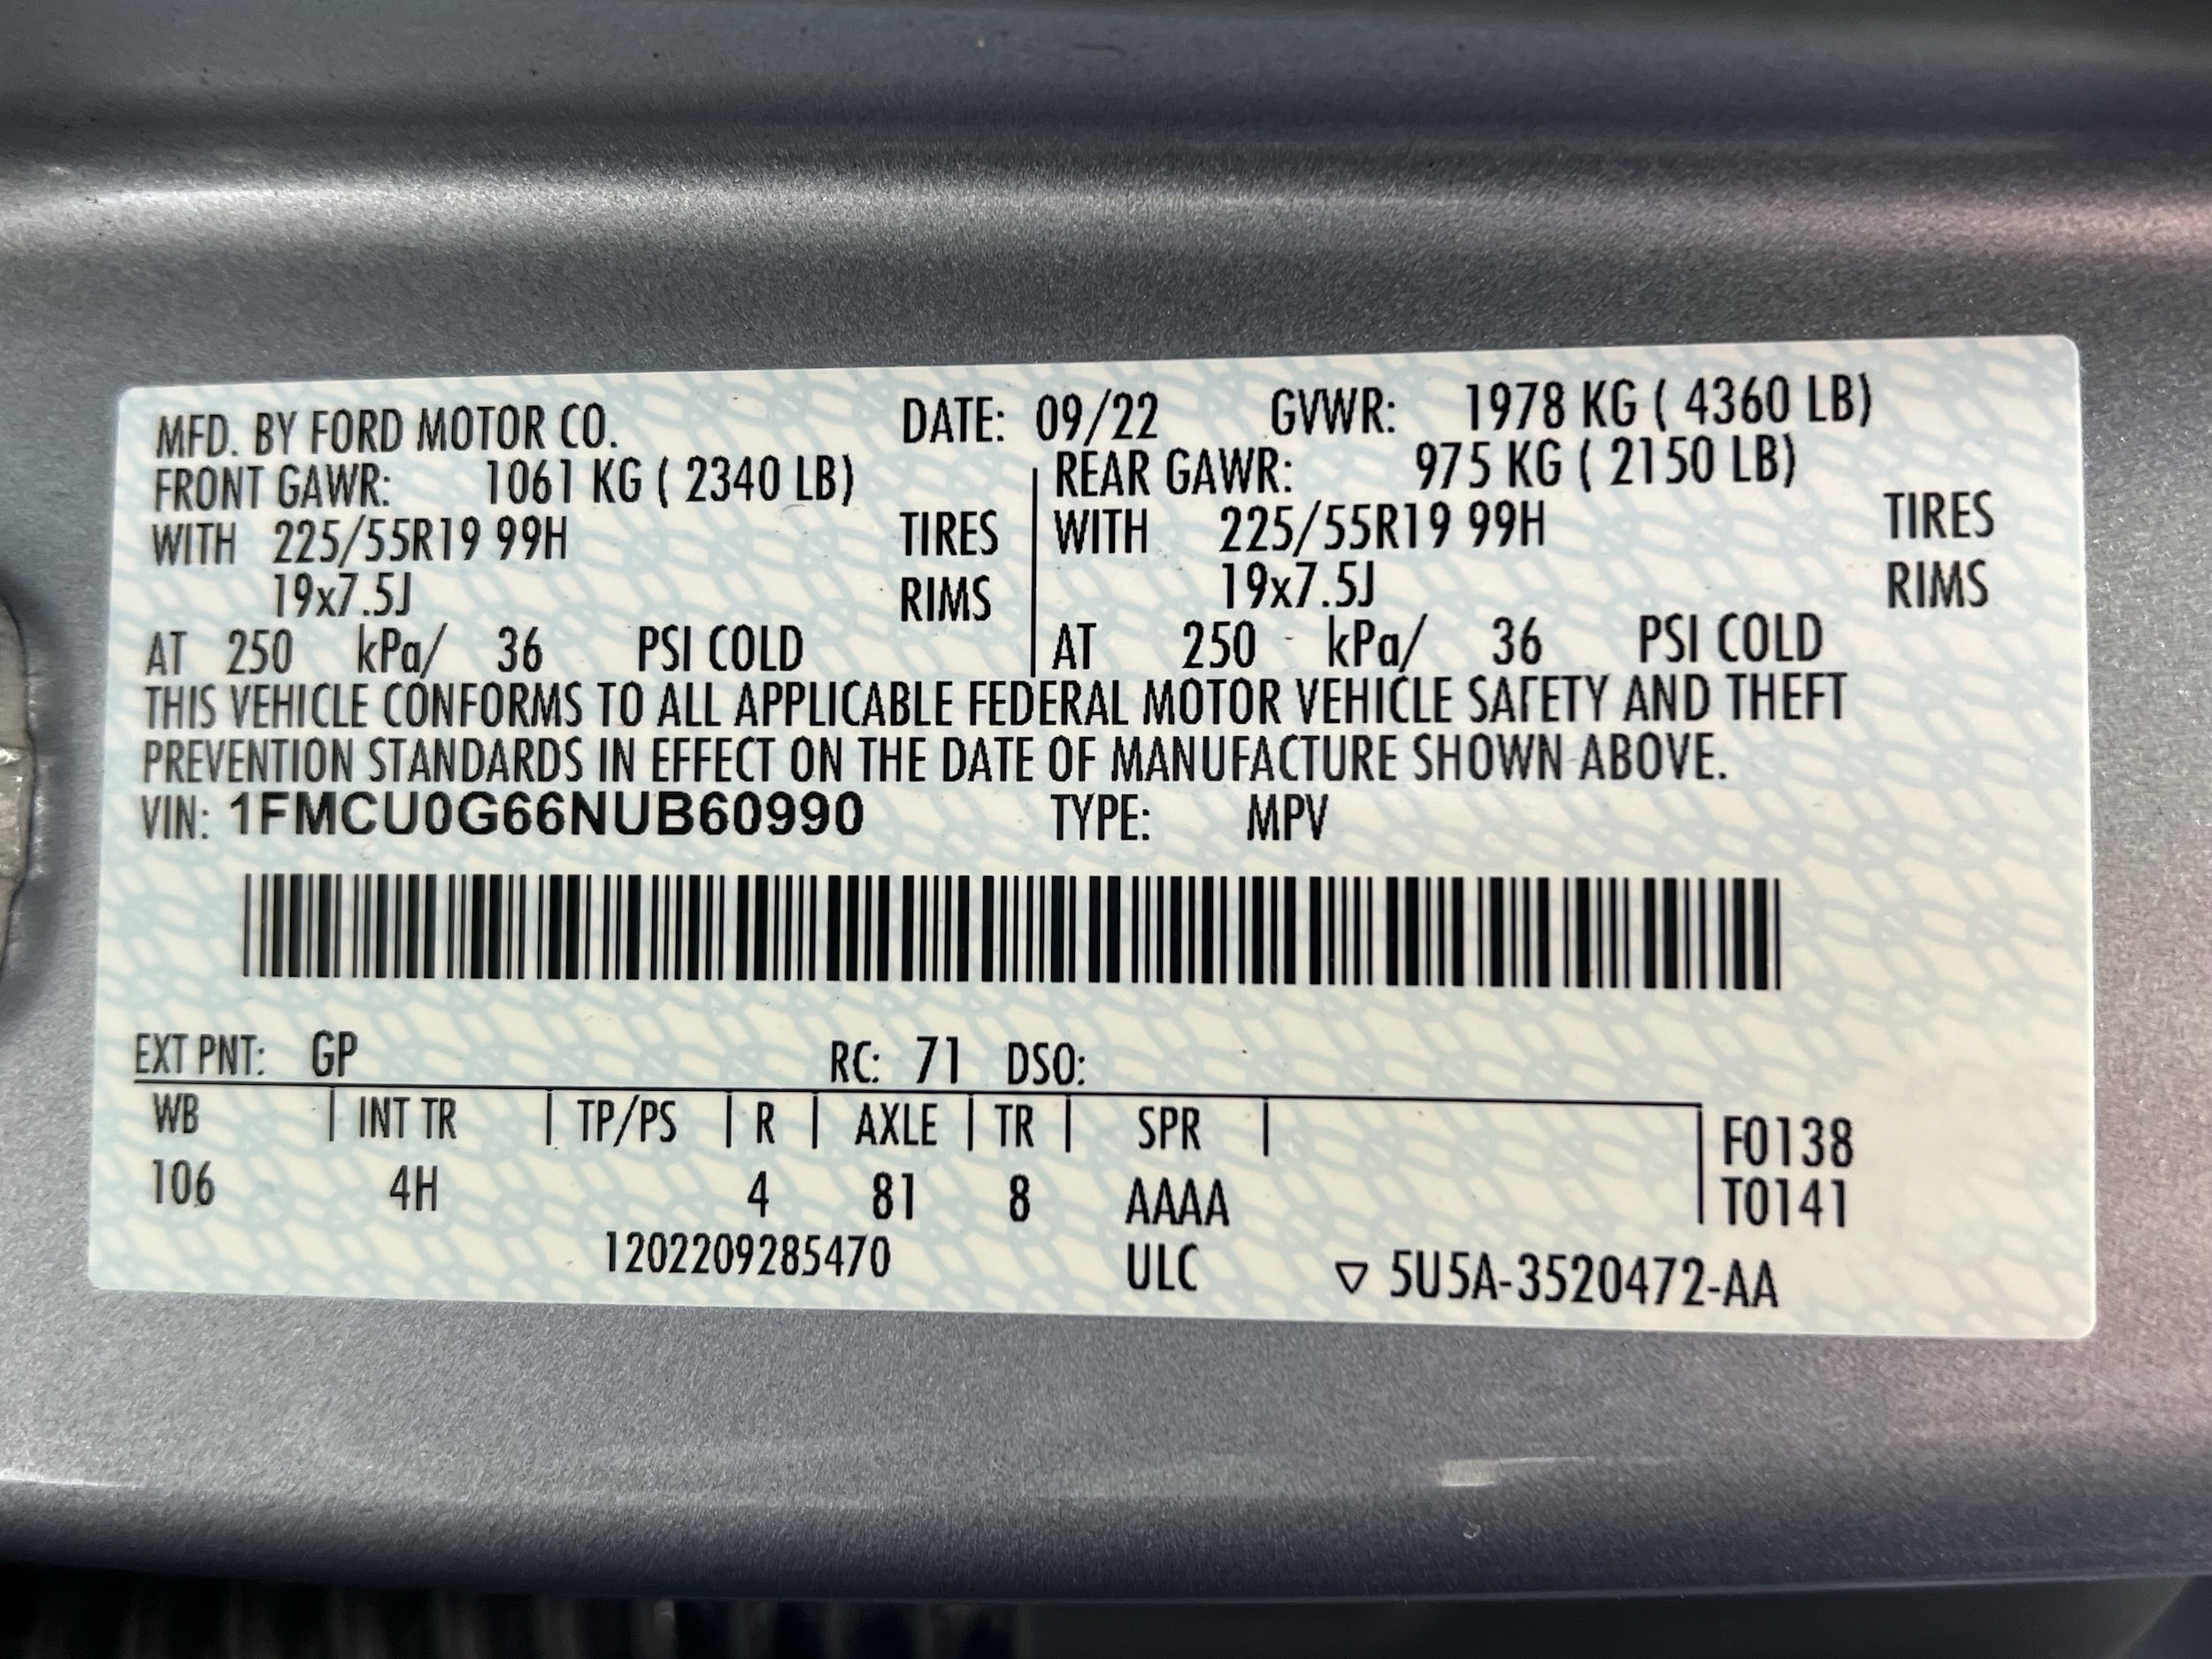 MFD. BY FORD MOTOR CO. DATE: 09/22 GVWR: 1978 KG ( 4360 LB)
FRONT GAWR: 1061 KG ( 2340 LB) REAR GAWR: 975 KG ( 2150 LB)
WITH 225/55R19 99H TIRES WITH 225/55R19 99H TIRES
19x7.5J RIMS 19x7.5J RIMS
AT 250 kPa/ 36 PSI COLD AT 250 kPa/ 36 PSI COLD
THIS VEHICLE CONFORMS TO ALL APPLICABLE FEDERAL MOTOR VEHICLE SAFETY AND THEFT
PREVENTION STANDARDS IN EFFECT ON THE DATE OF MANUFACTURE SHOWN ABOVE.
VIN: 1FMCU0G66NUB60990 TYPE: MPV
EXT PNT: GP RC: 71 DSO:
WB | INT TR | TP/PS | R | AXLE | TR | SPR | F0138
106 4H 4 81 8 AAAA T0141
1202209285470 ULC ▽ 5U5A-3520472-AA